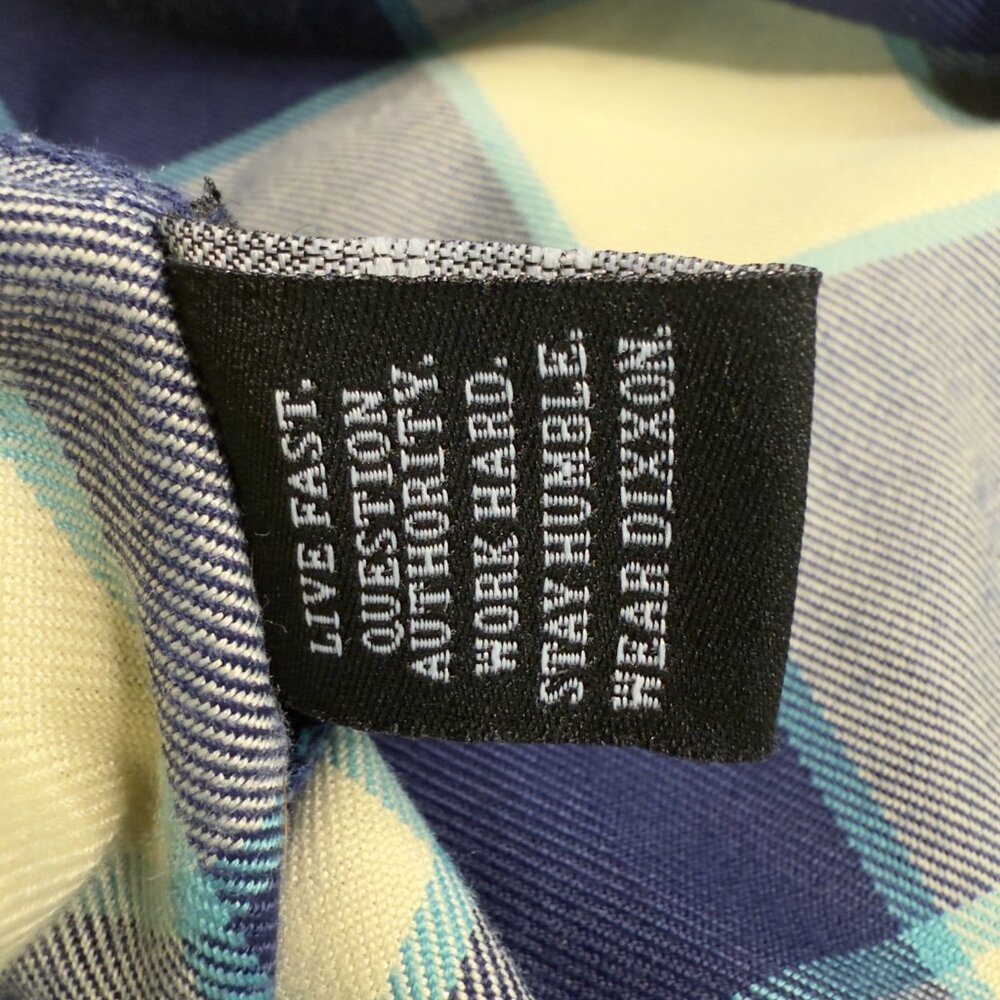 LIVE FAST.
QUESTION
AUTHORITY.
WORK HARD.
STAY HUMBLE.
WEAR DIXXON.